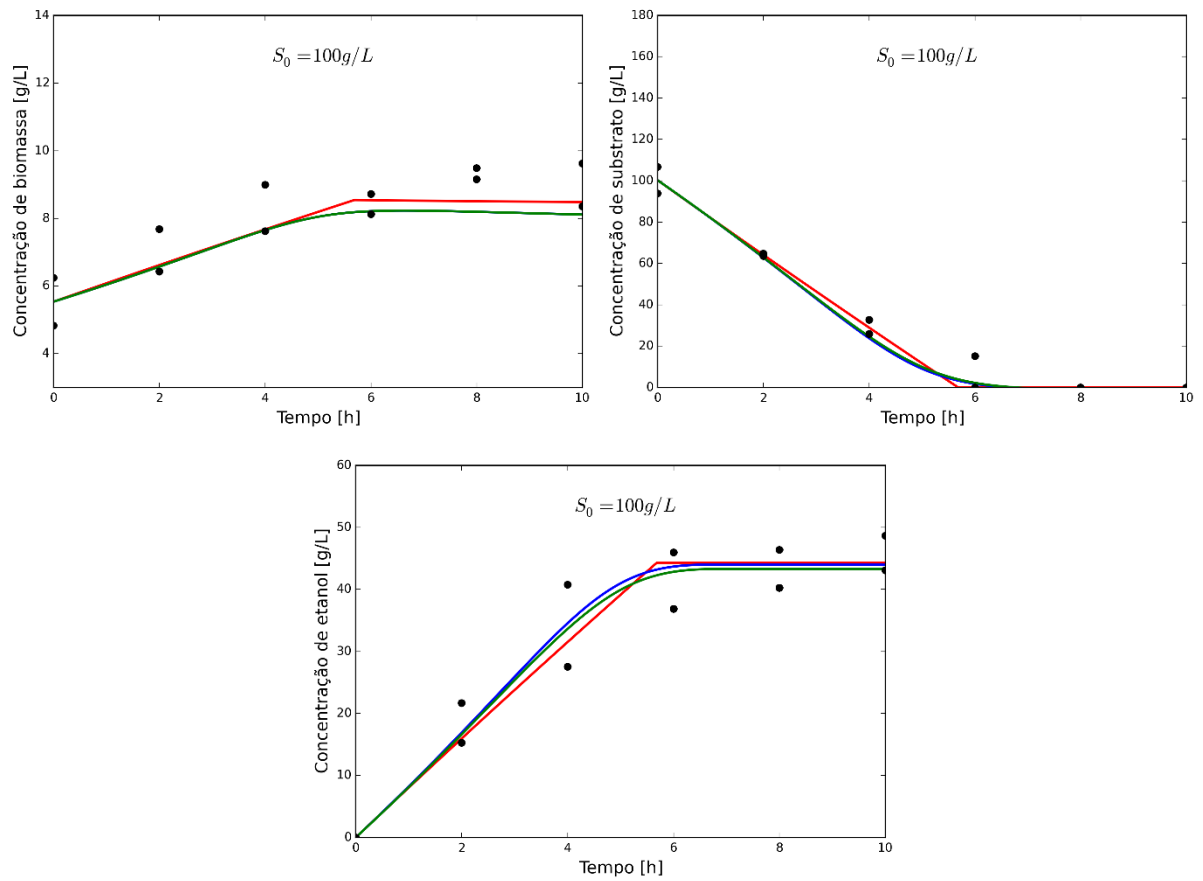 Concentração de biomassa [g/L]
14
12
10
8
6
4
S₀ = 100g/L
0 2 4 6 8 10
Tempo [h]
Concentração de substrato [g/L]
180
160
140
120
100
80
60
40
20
0
S₀ = 100g/L
0 2 4 6 8 10
Tempo [h]
Concentração de etanol [g/L]
60
50
40
30
20
10
0
S₀ = 100g/L
0 2 4 6 8 10
Tempo [h]